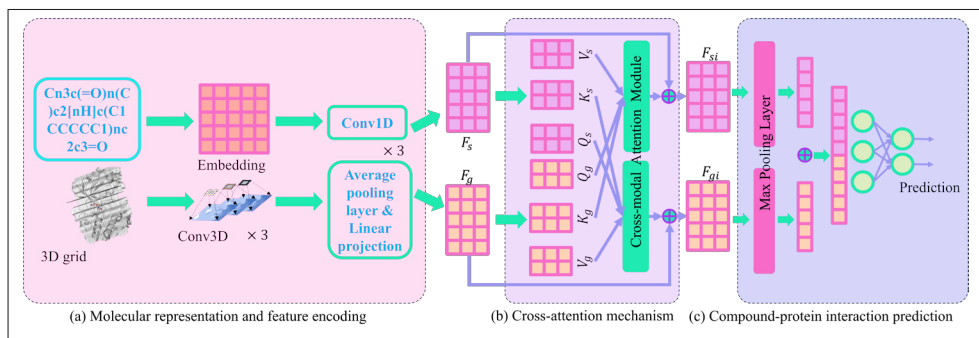 Cn3c(=O)n(C
)c2[nH]c(C1
CCCCC1)nc
2c3=O
Embedding
Conv1D
× 3
3D grid
Conv3D
× 3
Average
pooling
layer &
Linear
projection
(a) Molecular representation and feature encoding
F_s
F_g
V_s
K_s
Q_s
Q_g
K_g
V_g
Cross-modal Attention Module
(b) Cross-attention mechanism
F_si
F_gi
Max Pooling Layer
Prediction
(c) Compound-protein interaction prediction